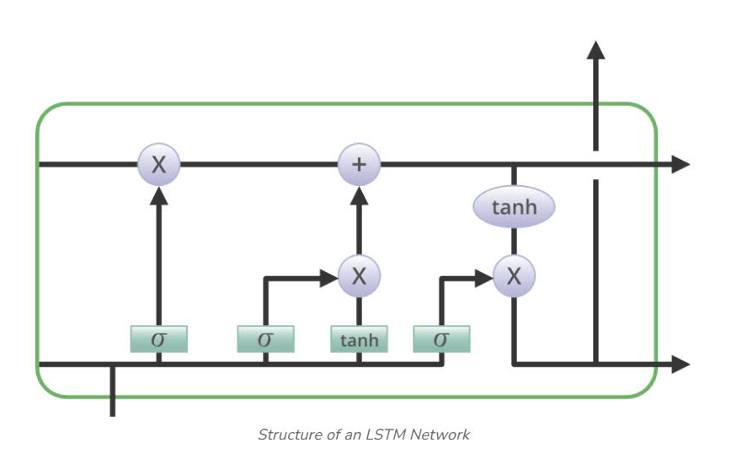 X
+
tanh
X
X
σ
σ
tanh
σ
Structure of an LSTM Network